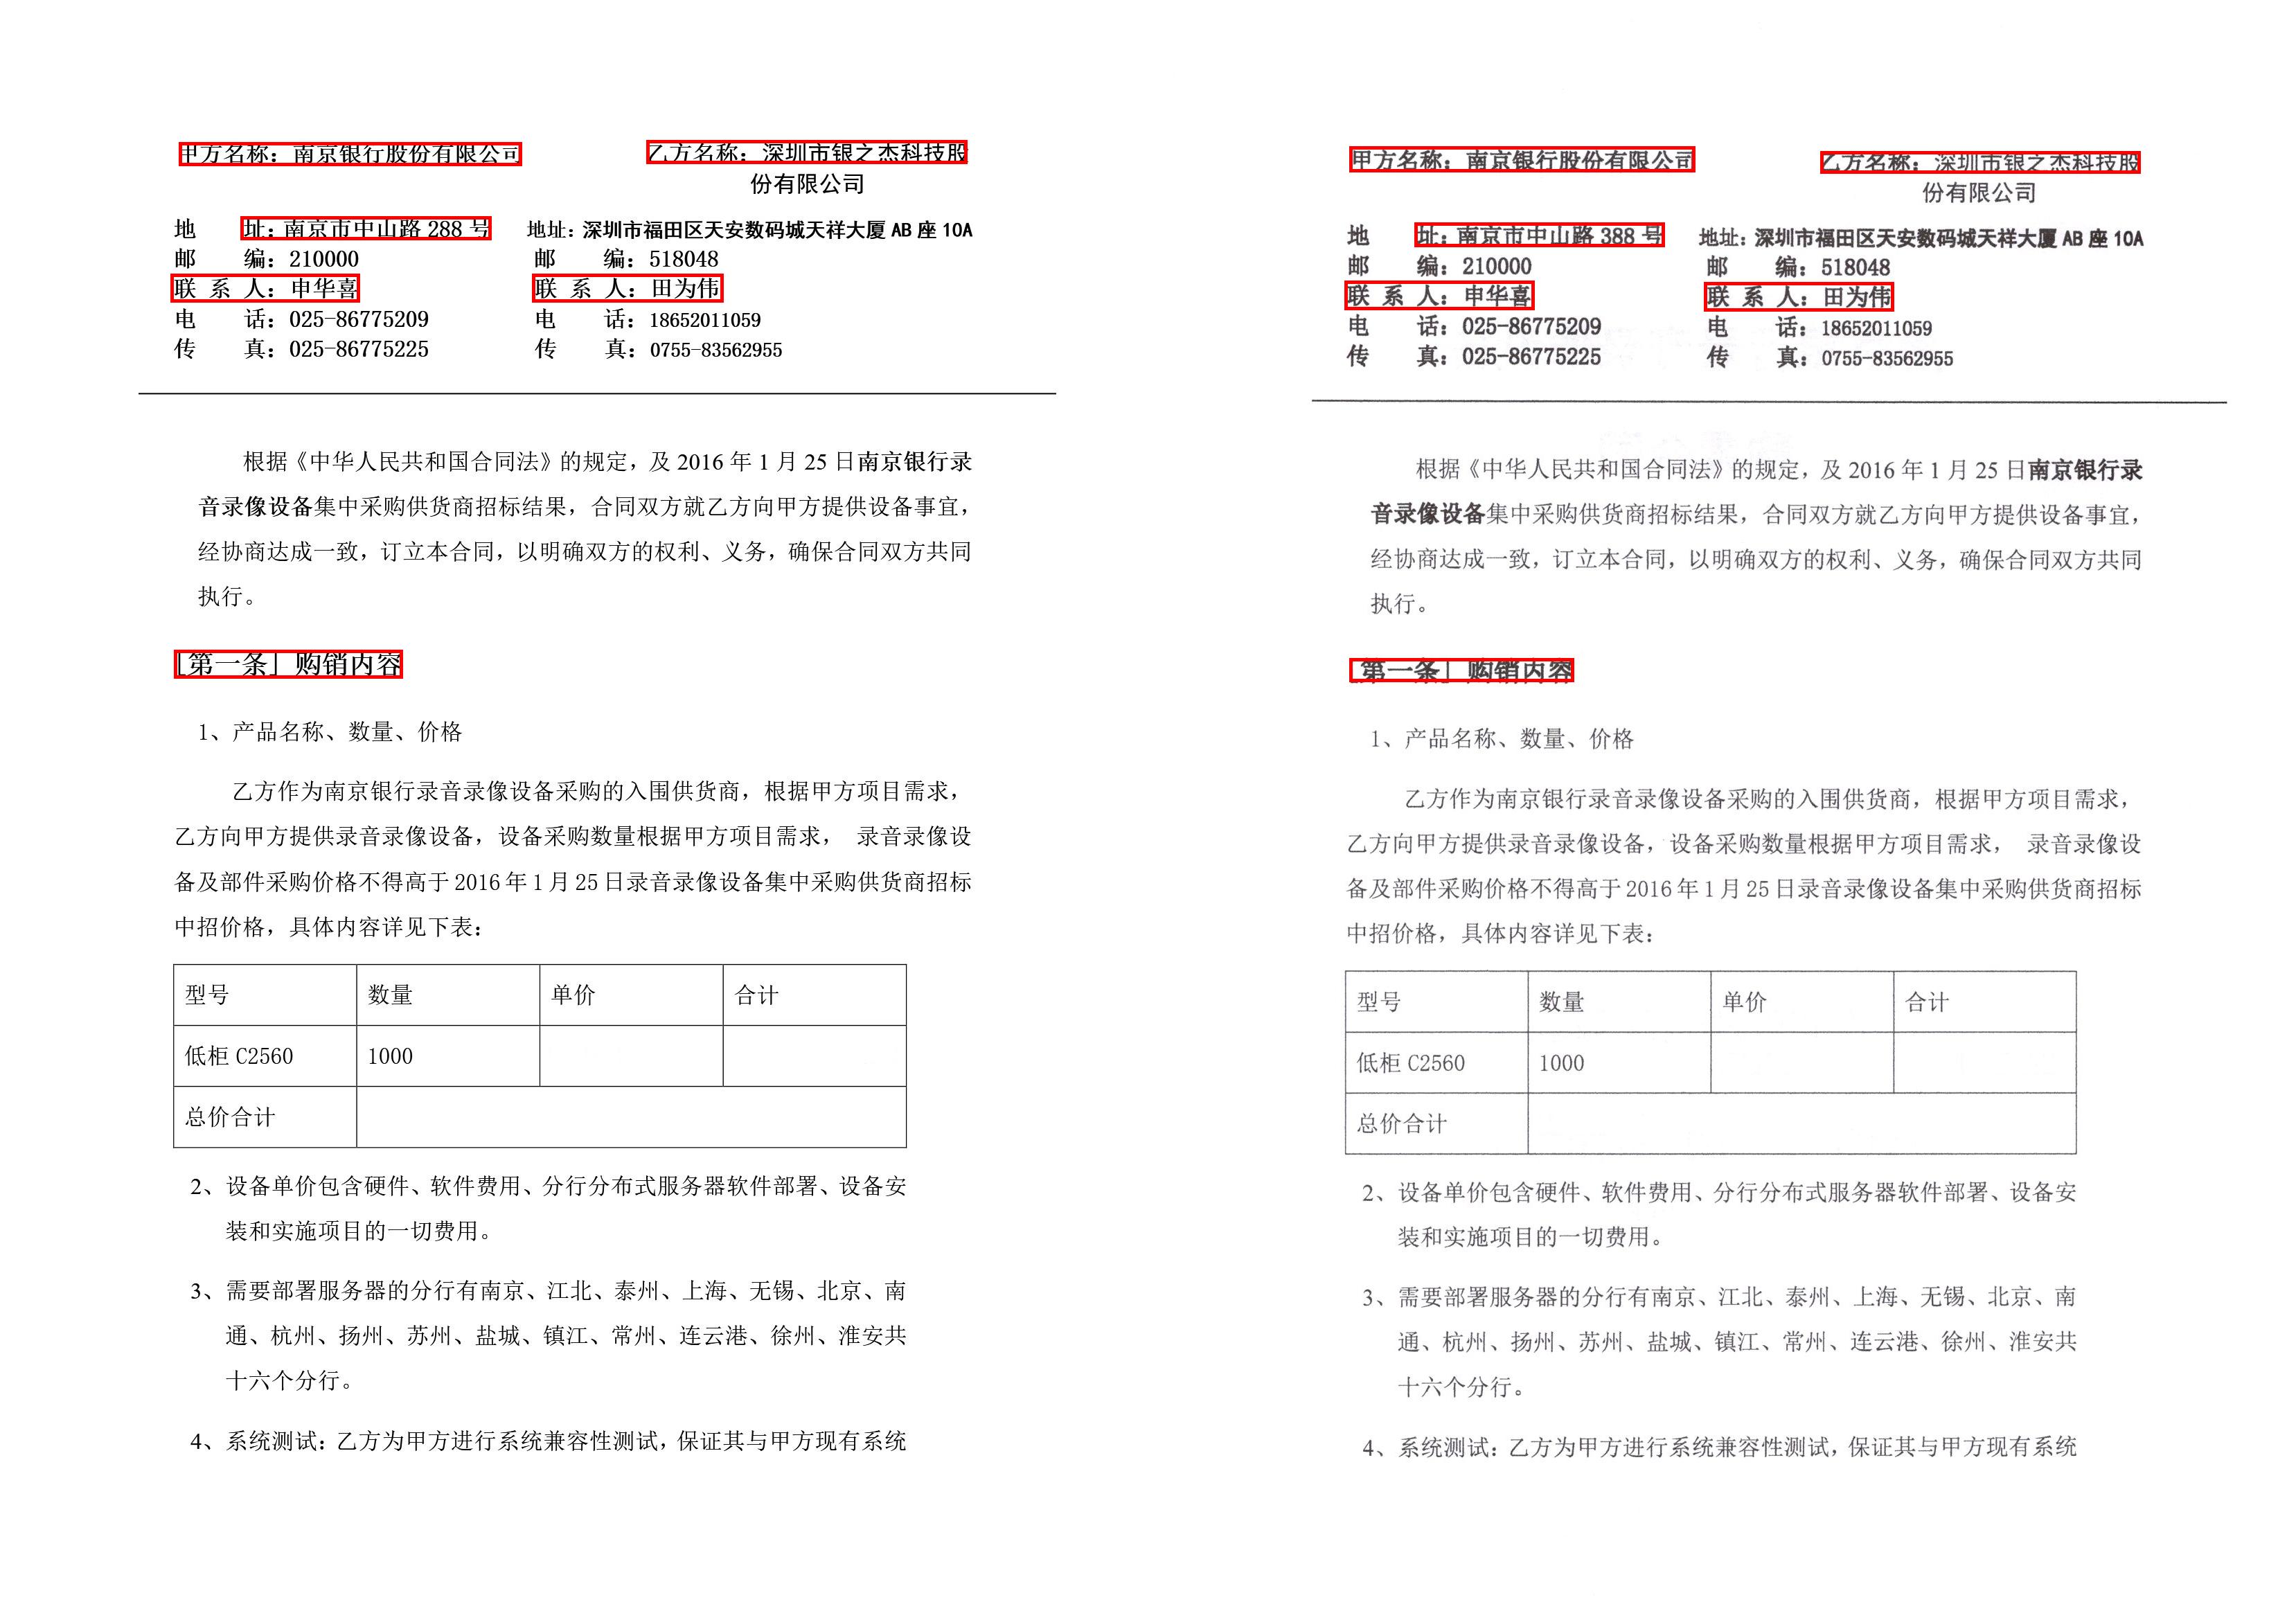 甲方名称：南京银行股份有限公司 乙方名称：深圳市银之杰科技股
份有限公司
地 址：南京市中山路 288 号 地址：深圳市福田区天安数码城天祥大厦 AB 座 10A
邮 编：210000 邮 编：518048
联 系 人：申华喜 联 系 人：田为伟
电 话：025-86775209 电 话：18652011059
传 真：025-86775225 传 真：0755-83562955
根据《中华人民共和国合同法》的规定，及 2016 年 1 月 25 日南京银行录
音录像设备集中采购供货商招标结果，合同双方就乙方向甲方提供设备事宜，
经协商达成一致，订立本合同，以明确双方的权利、义务，确保合同双方共同
执行。
[第一条] 购销内容
1、产品名称、数量、价格
乙方作为南京银行录音录像设备采购的入围供货商，根据甲方项目需求，
乙方向甲方提供录音录像设备，设备采购数量根据甲方项目需求， 录音录像设
备及部件采购价格不得高于 2016 年 1 月 25 日录音录像设备集中采购供货商招标
中招价格，具体内容详见下表：
型号 数量 单价 合计
低柜 C2560 1000
总价合计
2、设备单价包含硬件、软件费用、分行分布式服务器软件部署、设备安
装和实施项目的一切费用。
3、需要部署服务器的分行有南京、江北、泰州、上海、无锡、北京、南
通、杭州、扬州、苏州、盐城、镇江、常州、连云港、徐州、淮安共
十六个分行。
4、系统测试：乙方为甲方进行系统兼容性测试，保证其与甲方现有系统
甲方名称：南京银行股份有限公司 乙方名称：深圳市银之杰科技股
份有限公司
地 址：南京市中山路 388 号 地址：深圳市福田区天安数码城天祥大厦 AB 座 10A
邮 编：210000 邮 编：518048
联 系 人：申华喜 联 系 人：田为伟
电 话：025-86775209 电 话：18652011059
传 真：025-86775225 传 真：0755-83562955
根据《中华人民共和国合同法》的规定，及 2016 年 1 月 25 日南京银行录
音录像设备集中采购供货商招标结果，合同双方就乙方向甲方提供设备事宜，
经协商达成一致，订立本合同，以明确双方的权利、义务，确保合同双方共同
执行。
[第一条] 购销内容
1、产品名称、数量、价格
乙方作为南京银行录音录像设备采购的入围供货商，根据甲方项目需求，
乙方向甲方提供录音录像设备，设备采购数量根据甲方项目需求， 录音录像设
备及部件采购价格不得高于 2016 年 1 月 25 日录音录像设备集中采购供货商招标
中招价格，具体内容详见下表：
型号 数量 单价 合计
低柜 C2560 1000
总价合计
2、设备单价包含硬件、软件费用、分行分布式服务器软件部署、设备安
装和实施项目的一切费用。
3、需要部署服务器的分行有南京、江北、泰州、上海、无锡、北京、南
通、杭州、扬州、苏州、盐城、镇江、常州、连云港、徐州、淮安共
十六个分行。
4、系统测试：乙方为甲方进行系统兼容性测试，保证其与甲方现有系统